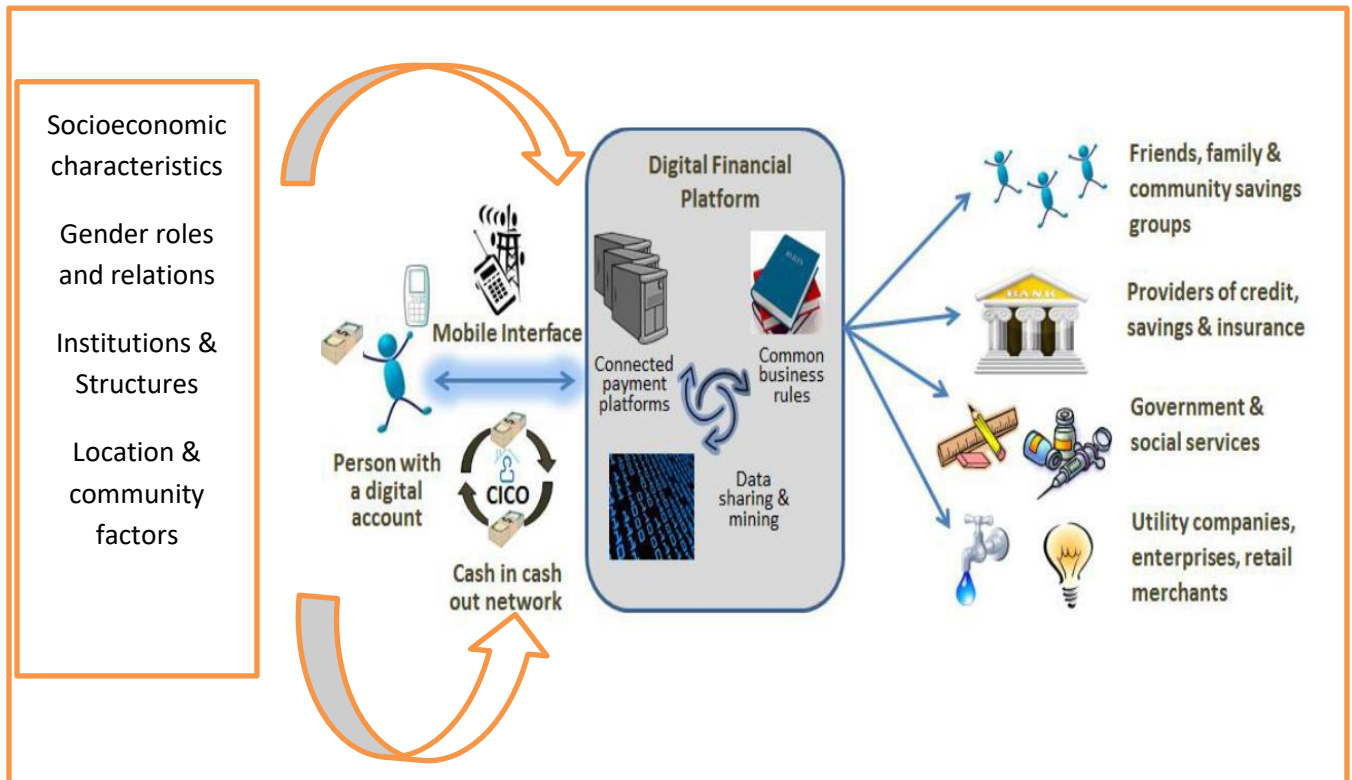 Socioeconomic
characteristics
Gender roles
and relations
Institutions &
Structures
Location &
community
factors
Mobile Interface
Person with
a digital
account
CICO
Cash in cash
out network
Digital Financial
Platform
Connected
payment
platforms
Common
business
rules
Data
sharing &
mining
Friends, family &
community savings
groups
BANK
Providers of credit,
savings & insurance
Government &
social services
Utility companies,
enterprises, retail
merchants